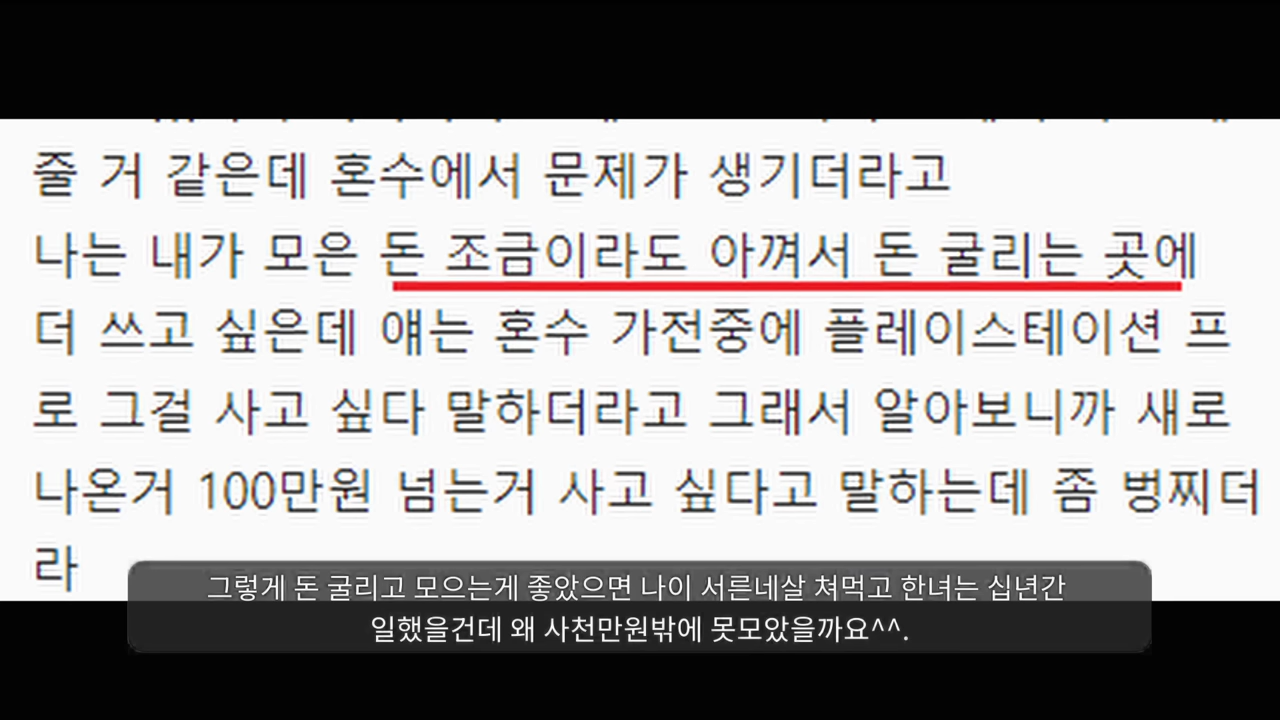 줄 거 같은데 혼수에서 문제가 생기더라고
나는 내가 모은 돈 조금이라도 아껴서 돈 굴리는 곳에
더 쓰고 싶은데 얘는 혼수 가전중에 플레이스테이션 프
로 그걸 사고 싶다 말하더라고 그래서 알아보니까 새로
나온거 100만원 넘는거 사고 싶다고 말하는데 좀 벙찌더
라
그렇게 돈 굴리고 모으는게 좋았으면 나이 서른네살 쳐먹고 한녀는 십년간
일했을건데 왜 사천만원밖에 못모았을까요^^.